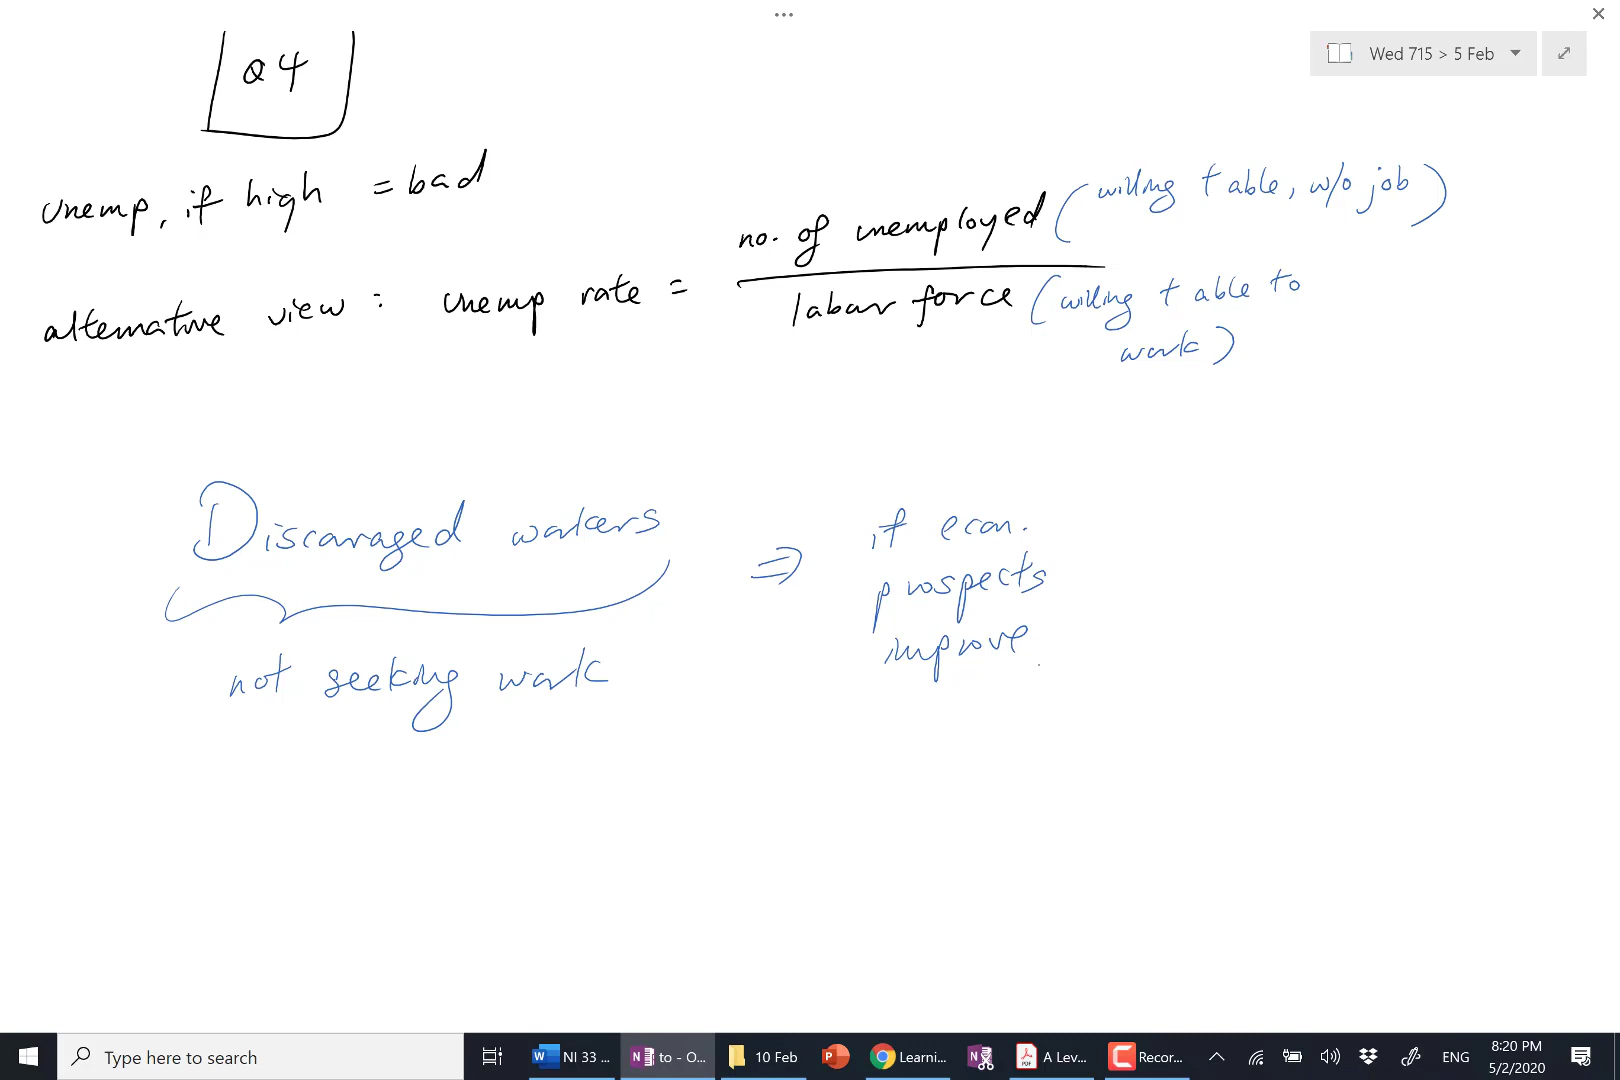 Wed 715 > 5 Feb
Q4
Unemp, if high = bad
alternative view : unemp rate = no. of unemployed (willing + able, w/o job)
labour force (willing + able to
work)
Discouraged workers ⇒ if econ.
prospects
improve
not seeking work
Type here to search
NI 33 ...
to - O...
10 Feb
Learni...
A Lev...
Recor...
ENG
8:20 PM
5/2/2020